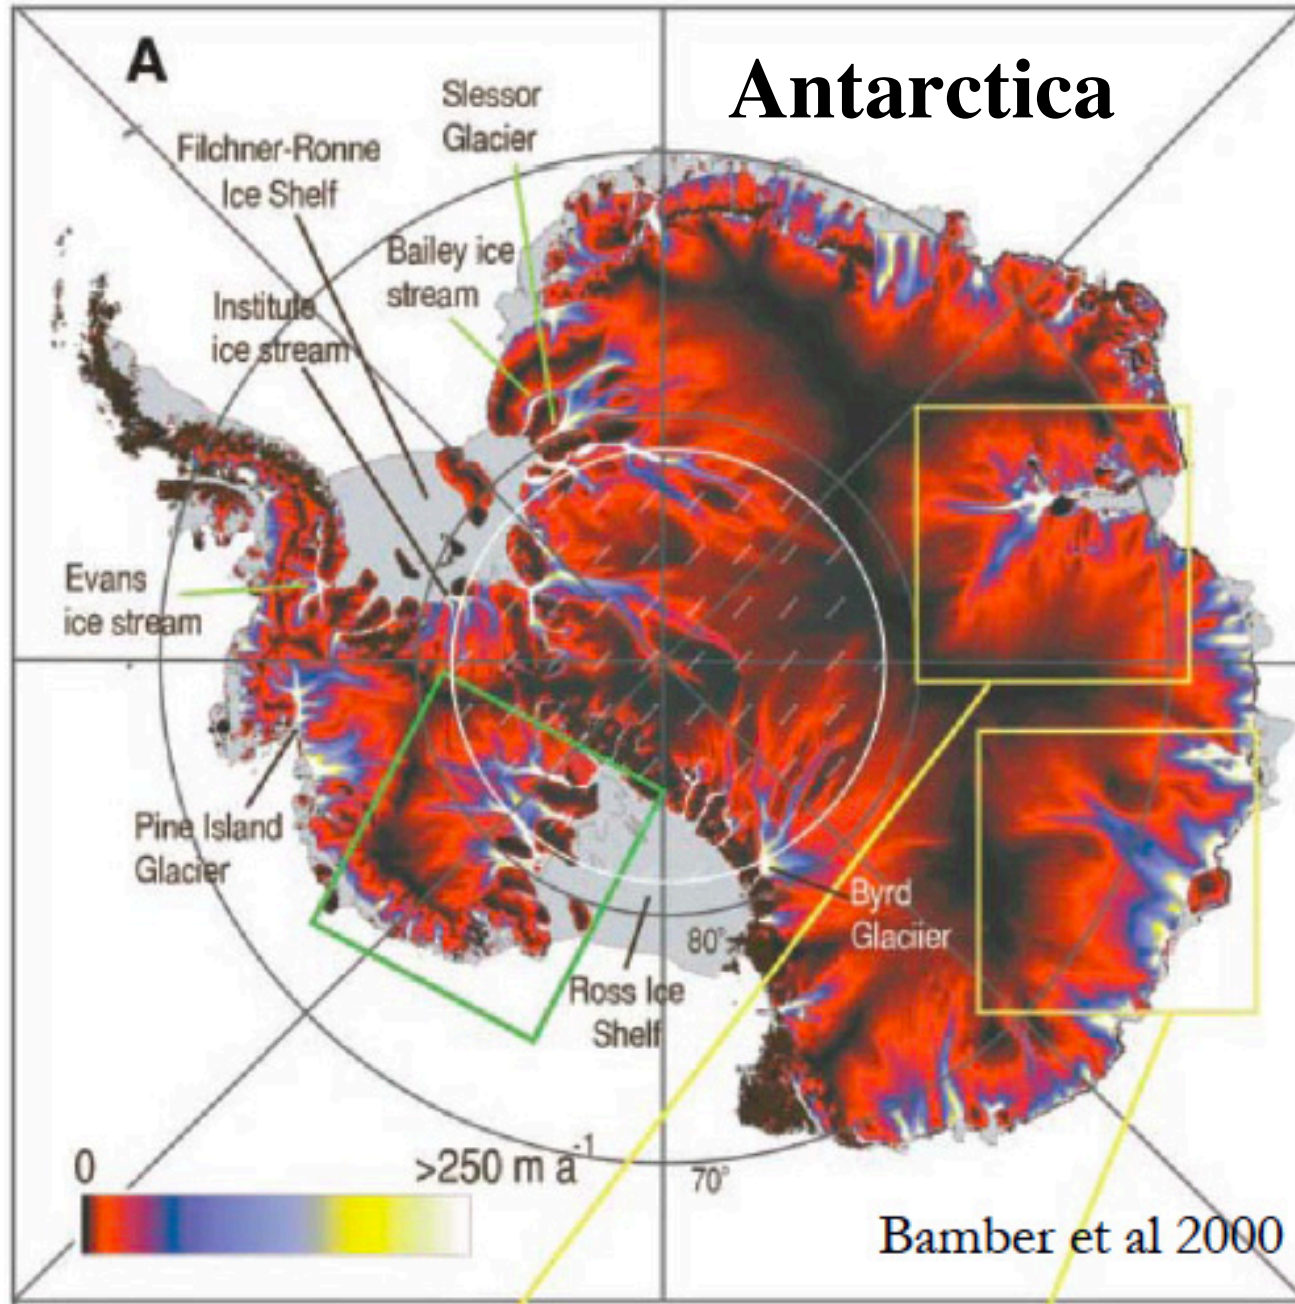 A
Antarctica
Slessor
Glacier
Filchner-Ronne
Ice Shelf
Bailey ice
stream
Institute
ice stream
Evans
ice stream
Pine Island
Glacier
Byrd
Glaciier
80°
Ross Ice
Shelf
0
>250 m a-1
70°
Bamber et al 2000